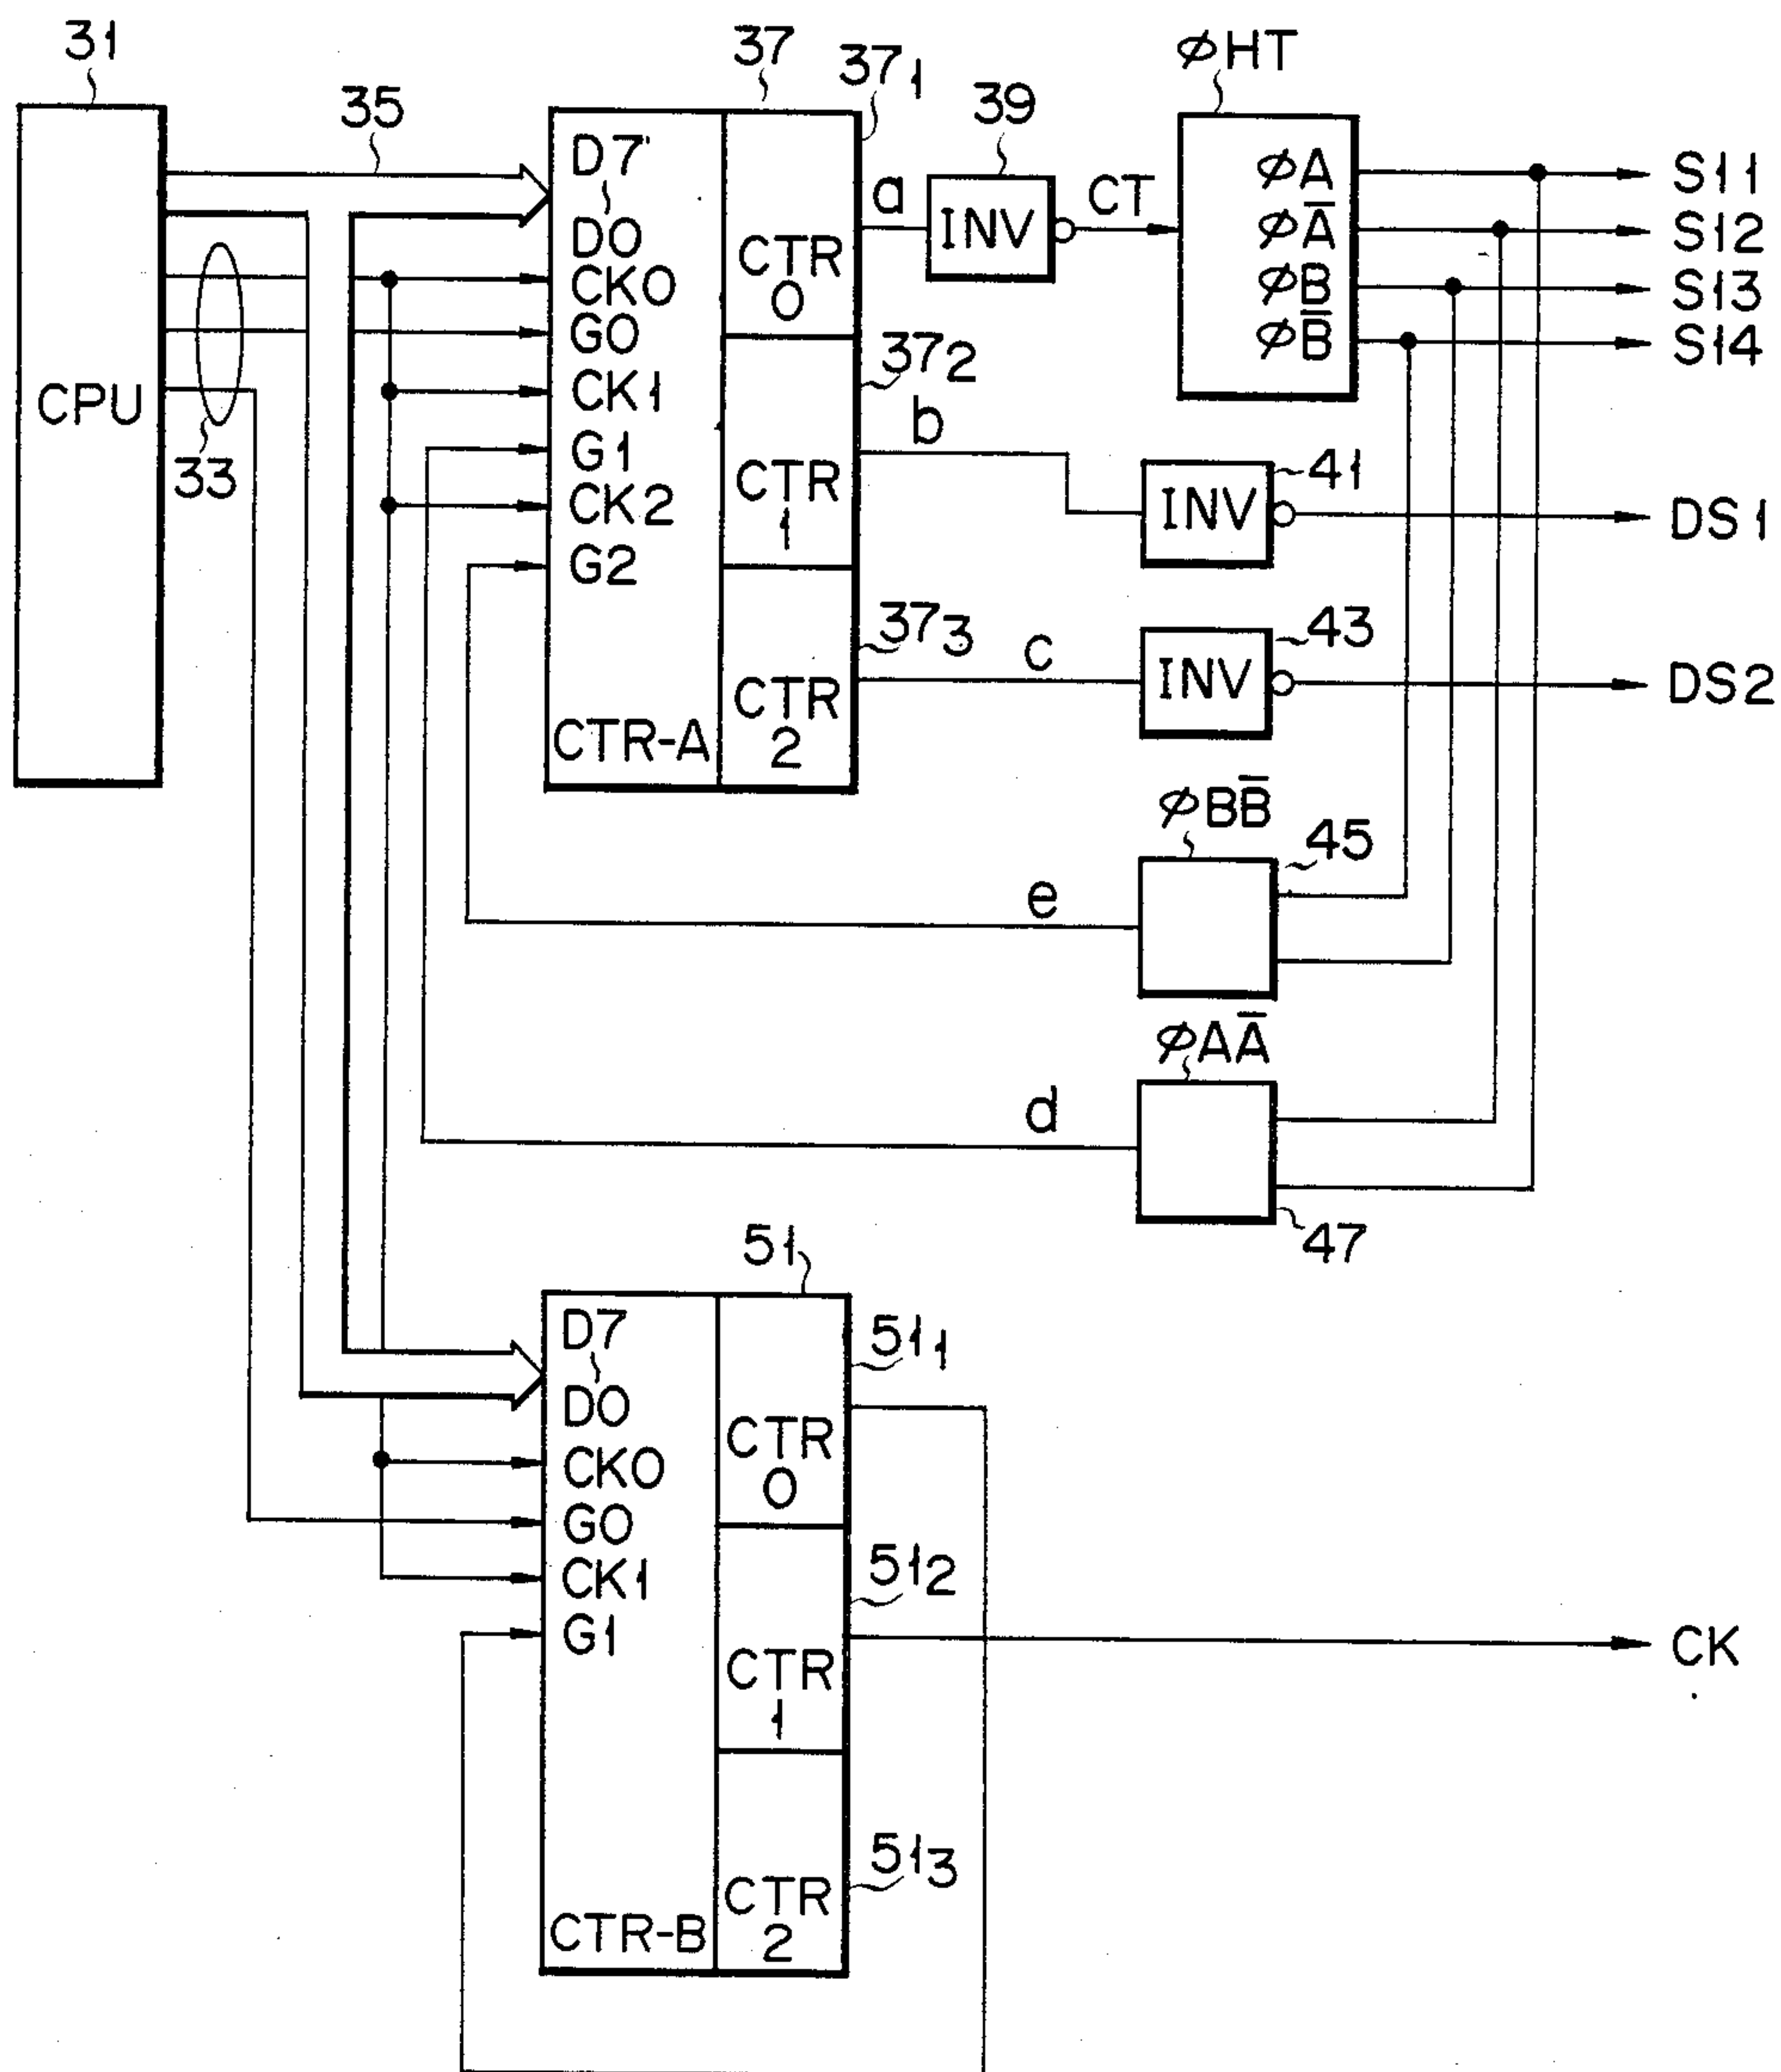 31
35
37
37₁
39
φHT
CPU
33
D7
D0
CK0
G0
CK1
G1
CK2
G2
CTR-A
CTR
0
37₂
CTR
1
37₃
CTR
2
a
INV
CT
φA
φA̅
φB
φB̅
S11
S12
S13
S14
b
INV
41
DS1
c
INV
43
DS2
φBB̅
45
e
φAA̅
d
47
51
D7
D0
CK0
G0
CK1
G1
CTR-B
CTR
0
51₁
CTR
1
51₂
CTR
2
51₃
CK